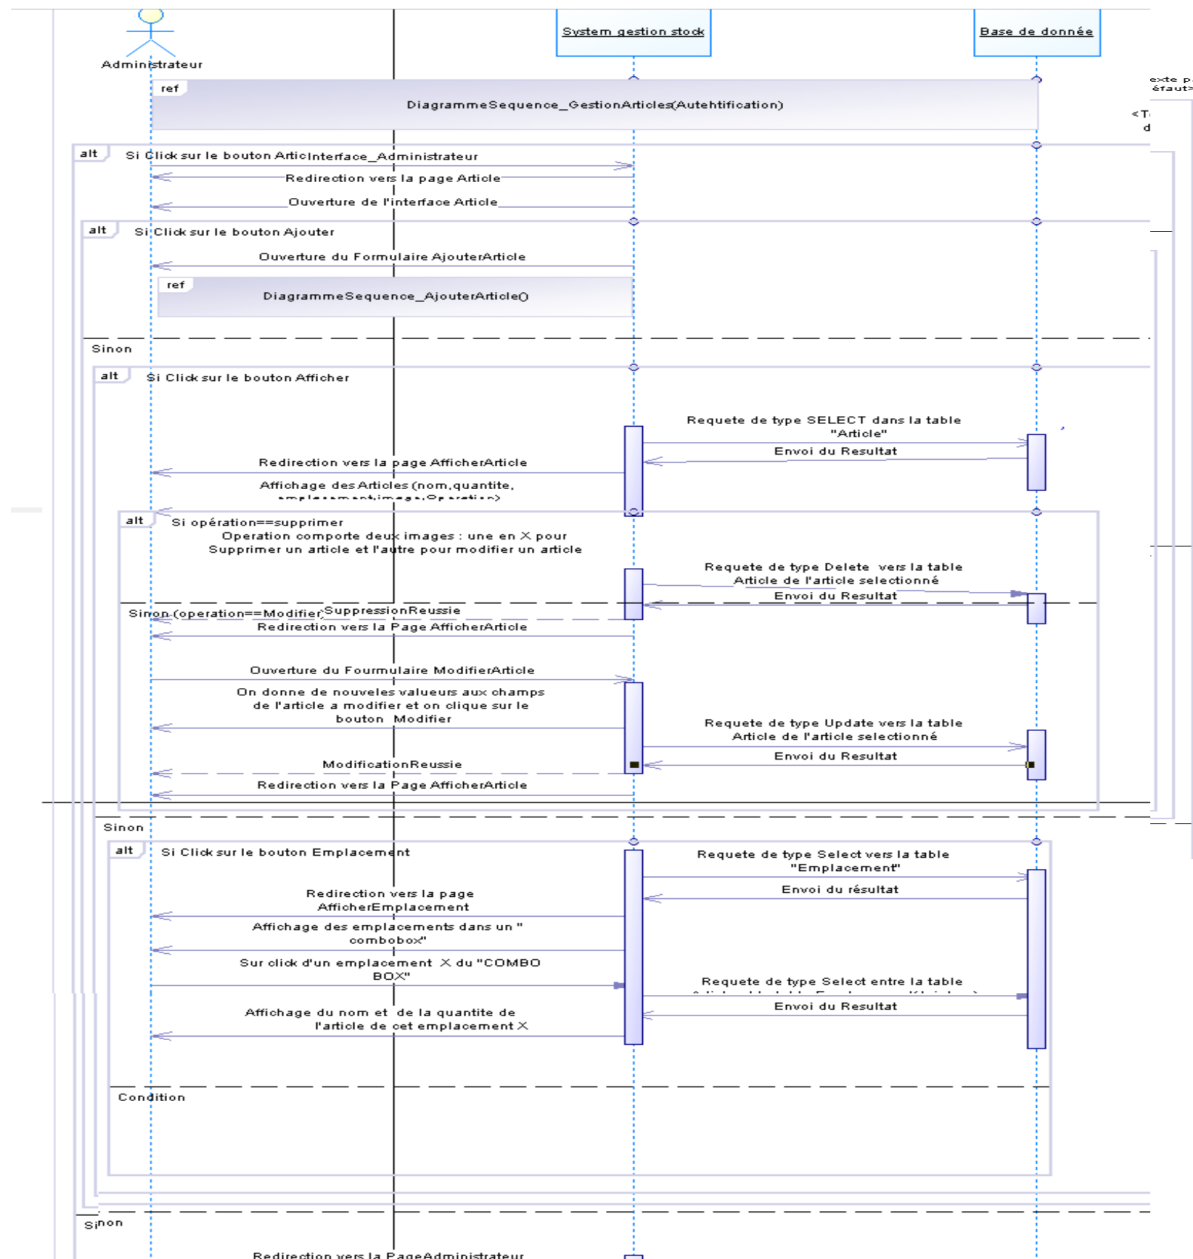 System gestion stock
Base de donnée
Administrateur
ref
DiagrammeSequence_GestionArticles(Autehtification)
exte p
éfaut>
<T
d
alt
Si Click sur le bouton Artic
Interface_Administrateur
Redirection vers la page Article
Ouverture de l'interface Article
alt
Si Click sur le bouton Ajouter
Ouverture du Formulaire AjouterArticle
ref
DiagrammeSequence_AjouterArticle()
Sinon
alt
Si Click sur le bouton Afficher
Requete de type SELECT dans la table
"Article"
Envoi du Resultat
Redirection vers la page AfficherArticle
Affichage des Articles (nom,quantite,
emplacement,image,Operation)
alt
Si opération==supprimer
Operation comporte deux images : une en X pour
Supprimer un article et l'autre pour modifier un article
Requete de type Delete vers la table
Article de l'article selectionné
Envoi du Resultat
Sinon (operation==Modifier)
SuppressionReussie
Redirection vers la Page AfficherArticle
Ouverture du Fourmulaire ModifierArticle
On donne de nouveles valueurs aux champs
de l'article a modifier et on clique sur le
bouton Modifier
Requete de type Update vers la table
Article de l'article selectionné
Envoi du Resultat
ModificationReussie
Redirection vers la Page AfficherArticle
Sinon
alt
Si Click sur le bouton Emplacement
Requete de type Select vers la table
"Emplacement"
Envoi du résultat
Redirection vers la page
AfficherEmplacement
Affichage des emplacements dans un "
combobox"
Sur click d'un emplacement X du "COMBO
BOX"
Requete de type Select entre la table
Envoi du Resultat
Affichage du nom et de la quantite de
l'article de cet emplacement X
Condition
Sinon
Redirection vers la PageAdministrateur